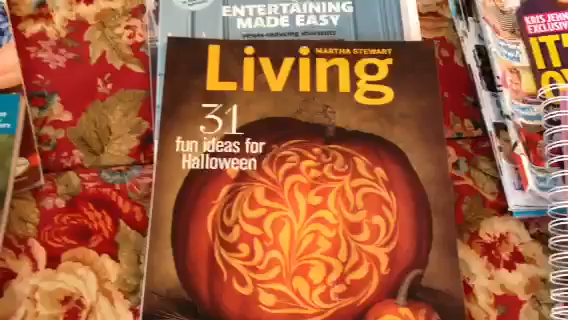 ENTERTAINING
MADE EASY
MARTHA STEWART
Living
31
fun ideas for
Halloween
KRIS JENN
EXCLUSIV
IT'